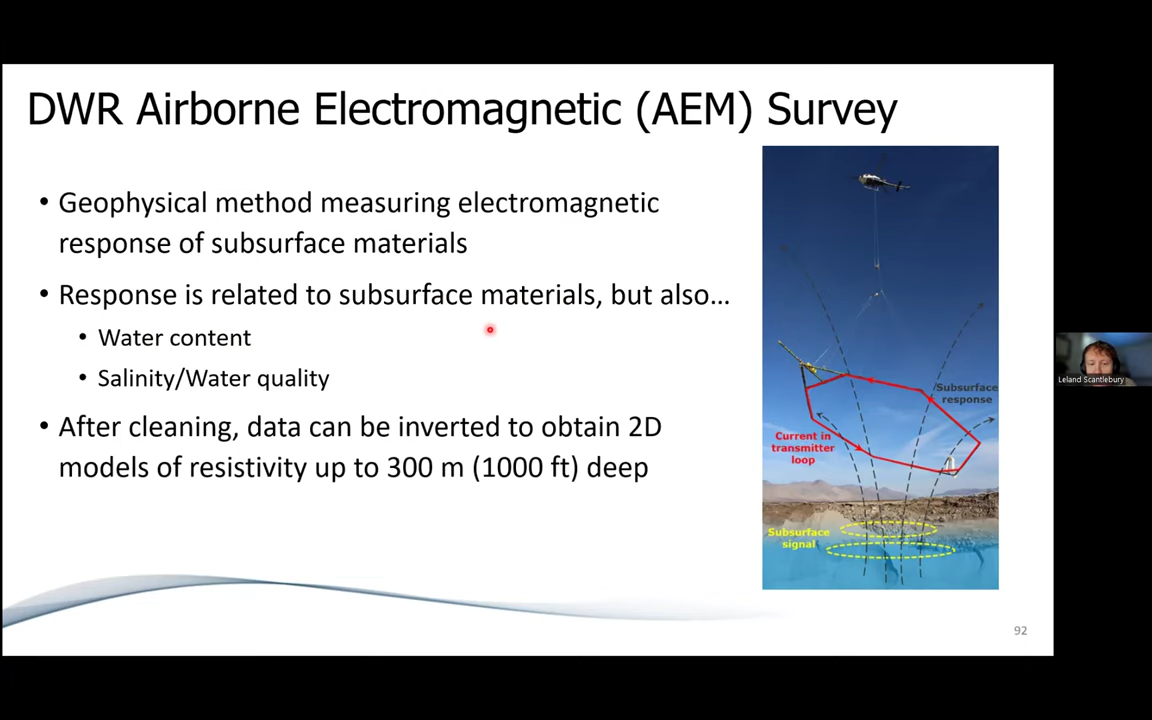 DWR Airborne Electromagnetic (AEM) Survey
• Geophysical method measuring electromagnetic
response of subsurface materials
• Response is related to subsurface materials, but also…
• Water content
• Salinity/Water quality
• After cleaning, data can be inverted to obtain 2D
models of resistivity up to 300 m (1000 ft) deep
Subsurface
response
Current in
transmitter
loop
Subsurface
signal
92
Leland Scantlebury